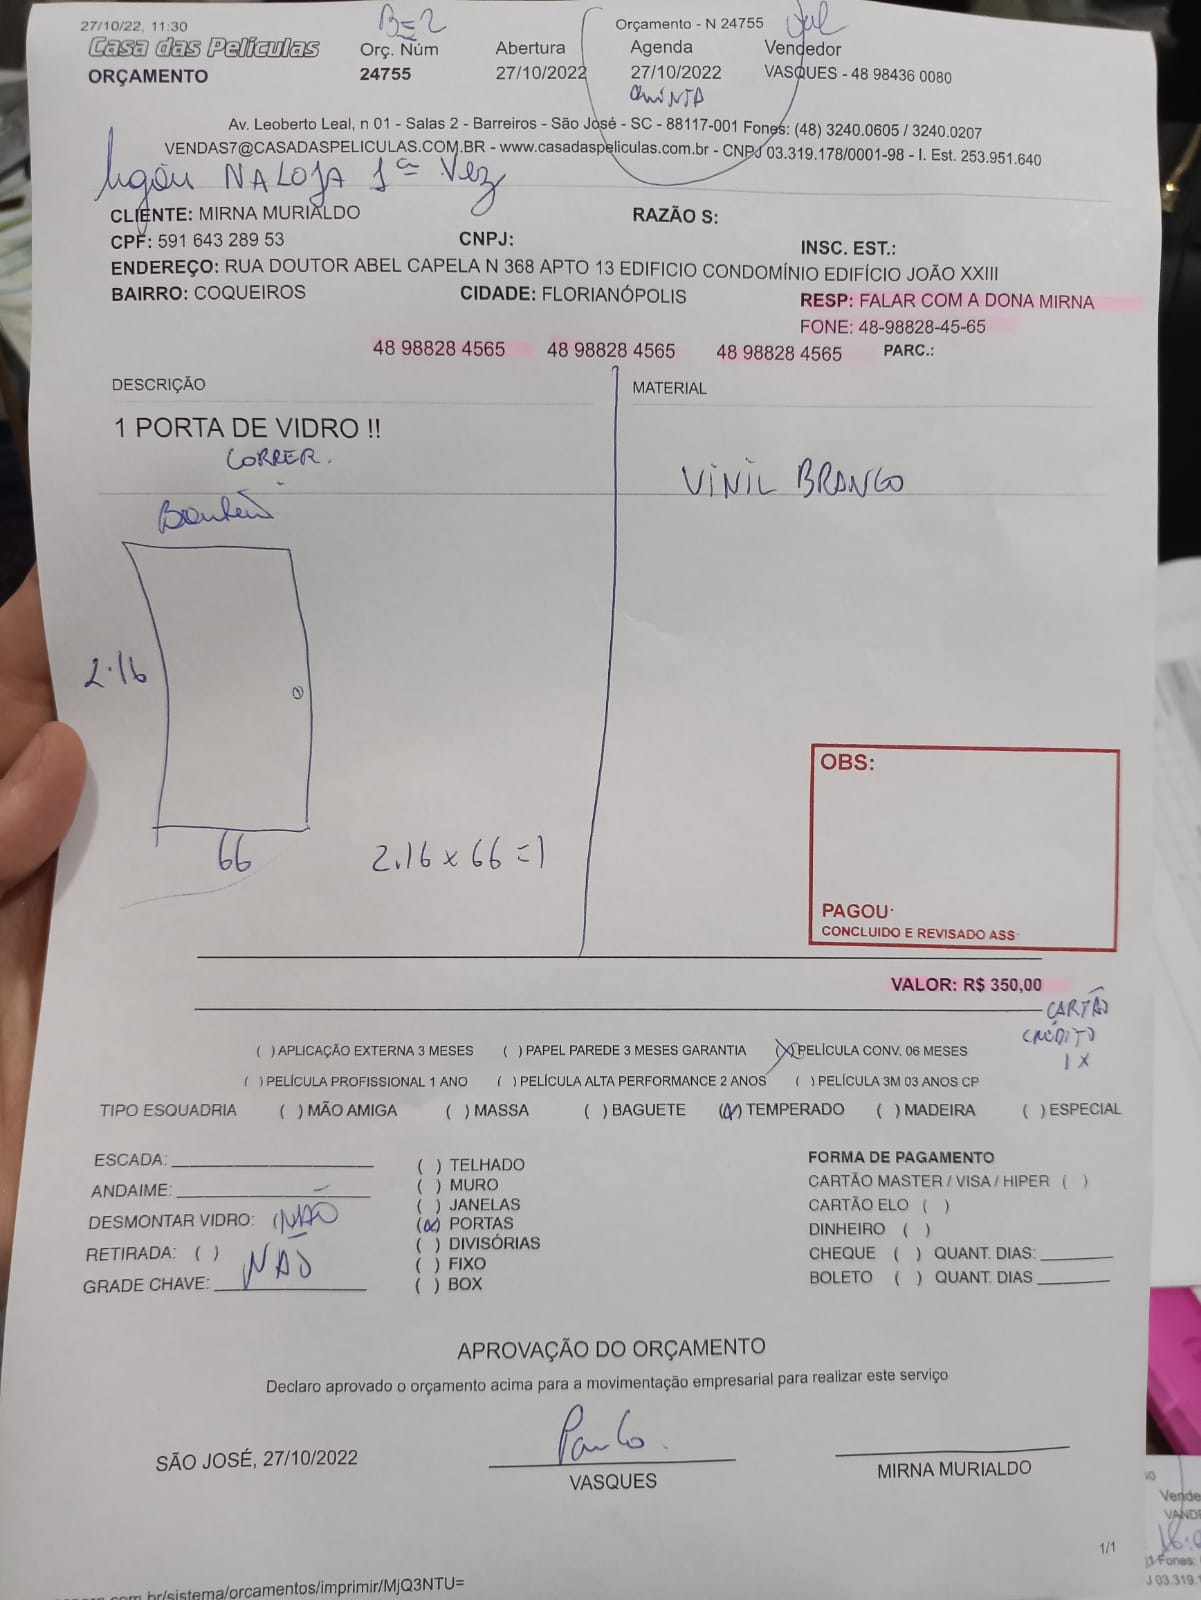 27/10/22, 11:30
B=2
Orçamento - N 24755
Casa das Películas
Orç. Núm Abertura Agenda Vendedor
ORÇAMENTO 24755 27/10/2022 27/10/2022 VASQUES - 48 98436 0080
QUINTA
Av. Leoberto Leal, n 01 - Salas 2 - Barreiros - São José - SC - 88117-001 Fones: (48) 3240.0605 / 3240.0207
VENDAS7@CASADASPELICULAS.COM.BR - www.casadaspeliculas.com.br - CNPJ 03.319.178/0001-98 - I. Est. 253.951.640
ligou NA LOJA 1ª Vez
CLIENTE: MIRNA MURIALDO RAZÃO S:
CPF: 591 643 289 53 CNPJ: INSC. EST.:
ENDEREÇO: RUA DOUTOR ABEL CAPELA N 368 APTO 13 EDIFICIO CONDOMÍNIO EDIFÍCIO JOÃO XXIII
BAIRRO: COQUEIROS CIDADE: FLORIANÓPOLIS RESP: FALAR COM A DONA MIRNA
FONE: 48-98828-45-65
48 98828 4565 48 98828 4565 48 98828 4565 PARC.:
DESCRIÇÃO MATERIAL
1 PORTA DE VIDRO !!
CORRER.
VINIL BRANCO
2.16
66
2.16 x 66 = 1
OBS:
PAGOU:
CONCLUIDO E REVISADO ASS:
VALOR: R$ 350,00
CARTÃO
CRÉDITO
1 X
( ) APLICAÇÃO EXTERNA 3 MESES ( ) PAPEL PAREDE 3 MESES GARANTIA (X) PELÍCULA CONV. 06 MESES
( ) PELÍCULA PROFISSIONAL 1 ANO ( ) PELÍCULA ALTA PERFORMANCE 2 ANOS ( ) PELÍCULA 3M 03 ANOS CP
TIPO ESQUADRIA ( ) MÃO AMIGA ( ) MASSA ( ) BAGUETE (X) TEMPERADO ( ) MADEIRA ( ) ESPECIAL
ESCADA:
ANDAIME:
DESMONTAR VIDRO: (NÃO
RETIRADA: ( )
GRADE CHAVE: NÃO
( ) TELHADO
( ) MURO
( ) JANELAS
(X) PORTAS
( ) DIVISÓRIAS
( ) FIXO
( ) BOX
FORMA DE PAGAMENTO
CARTÃO MASTER / VISA / HIPER ( )
CARTÃO ELO ( )
DINHEIRO ( )
CHEQUE ( ) QUANT. DIAS:
BOLETO ( ) QUANT. DIAS
APROVAÇÃO DO ORÇAMENTO
Declaro aprovado o orçamento acima para a movimentação empresarial para realizar este serviço
Paulo
SÃO JOSÉ, 27/10/2022
VASQUES
MIRNA MURIALDO
1/1
br/sistema/orcamentos/imprimir/MjQ3NTU=
Vende
VAND
Fones:
03.319.